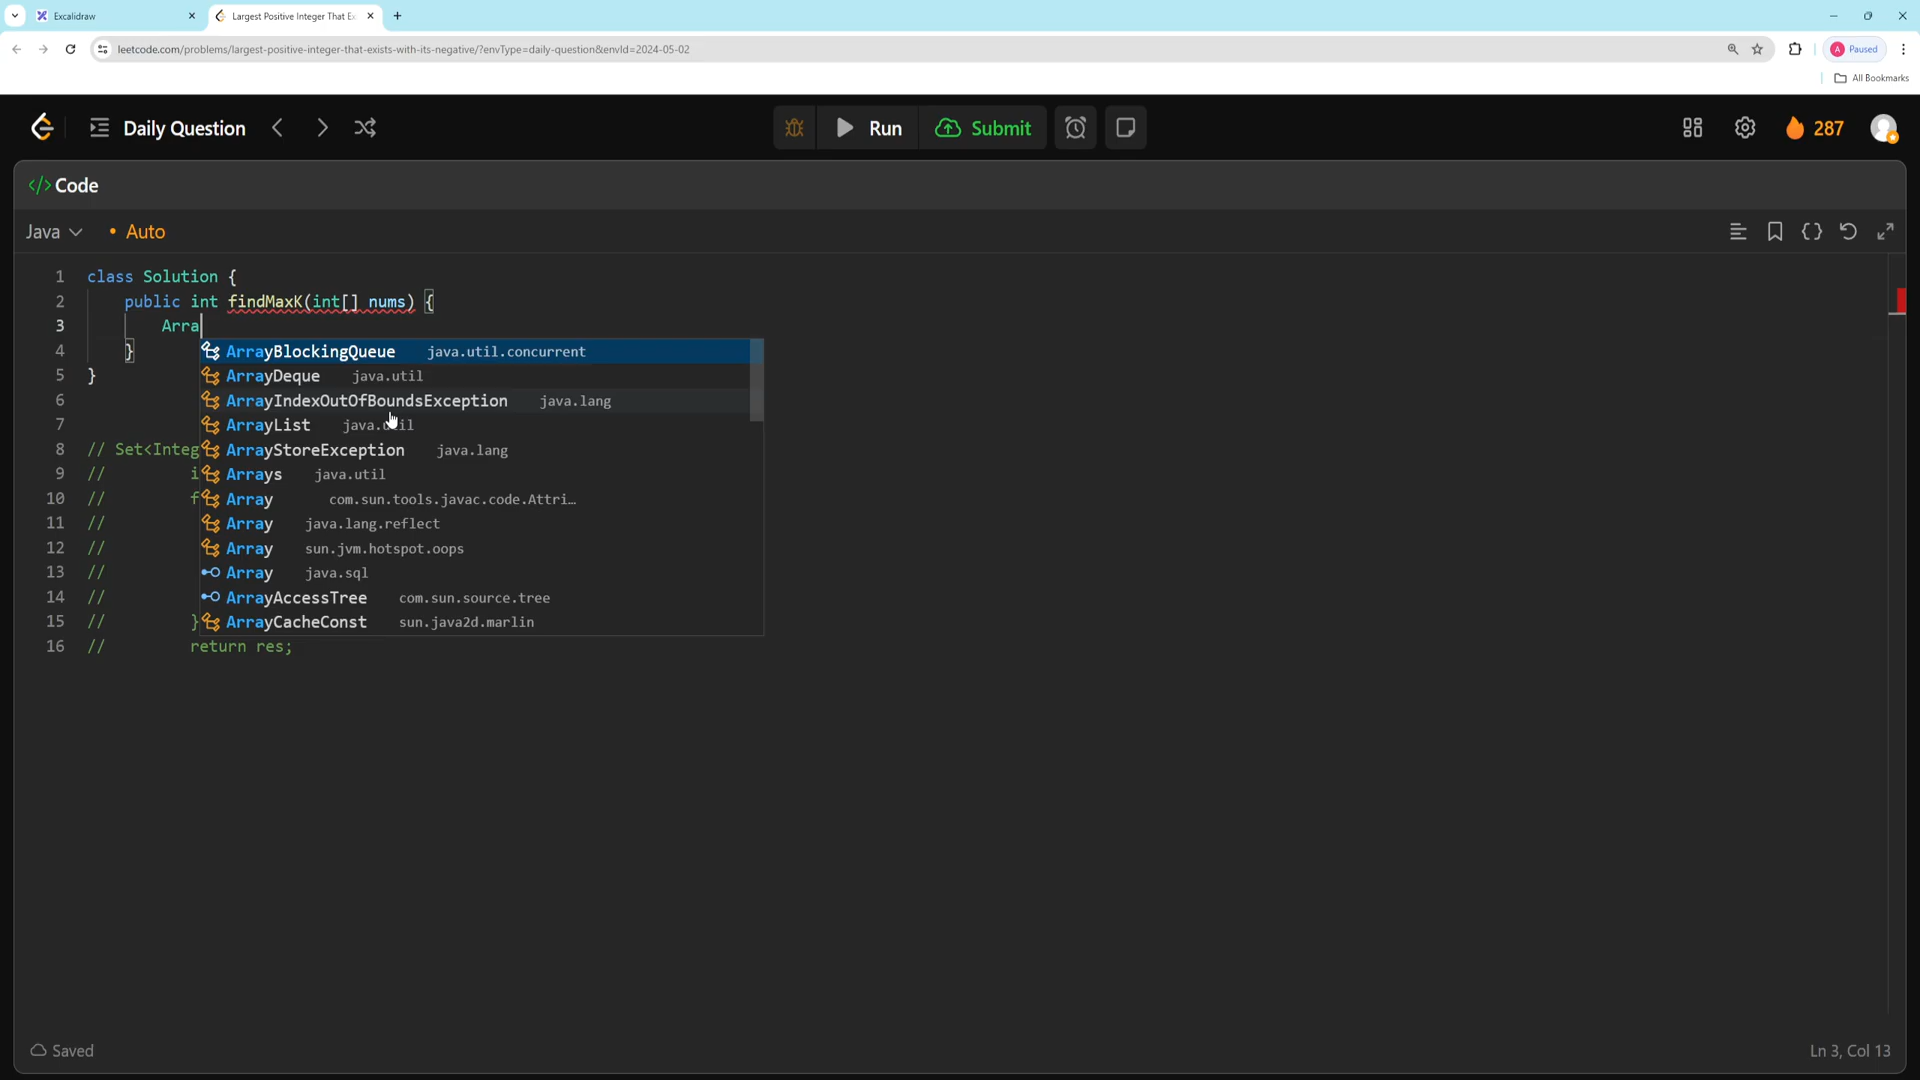 Excalidraw
Largest Positive Integer That Ex
leetcode.com/problems/largest-positive-integer-that-exists-with-its-negative/?envType=daily-question&envId=2024-05-02
A Paused
All Bookmarks
Daily Question
Run
Submit
287
</> Code
Java
• Auto
1 class Solution {
2 public int findMaxK(int[] nums) {
3 Arra
4 }
5 }
6
7
8 // Set<Integ
9 // i
10 // f
11 //
12 //
13 //
14 //
15 // }
16 // return res;
ArrayBlockingQueue java.util.concurrent
ArrayDeque java.util
ArrayIndexOutOfBoundsException java.lang
ArrayList java.util
ArrayStoreException java.lang
Arrays java.util
Array com.sun.tools.javac.code.Attri…
Array java.lang.reflect
Array sun.jvm.hotspot.oops
Array java.sql
ArrayAccessTree com.sun.source.tree
ArrayCacheConst sun.java2d.marlin
Saved
Ln 3, Col 13